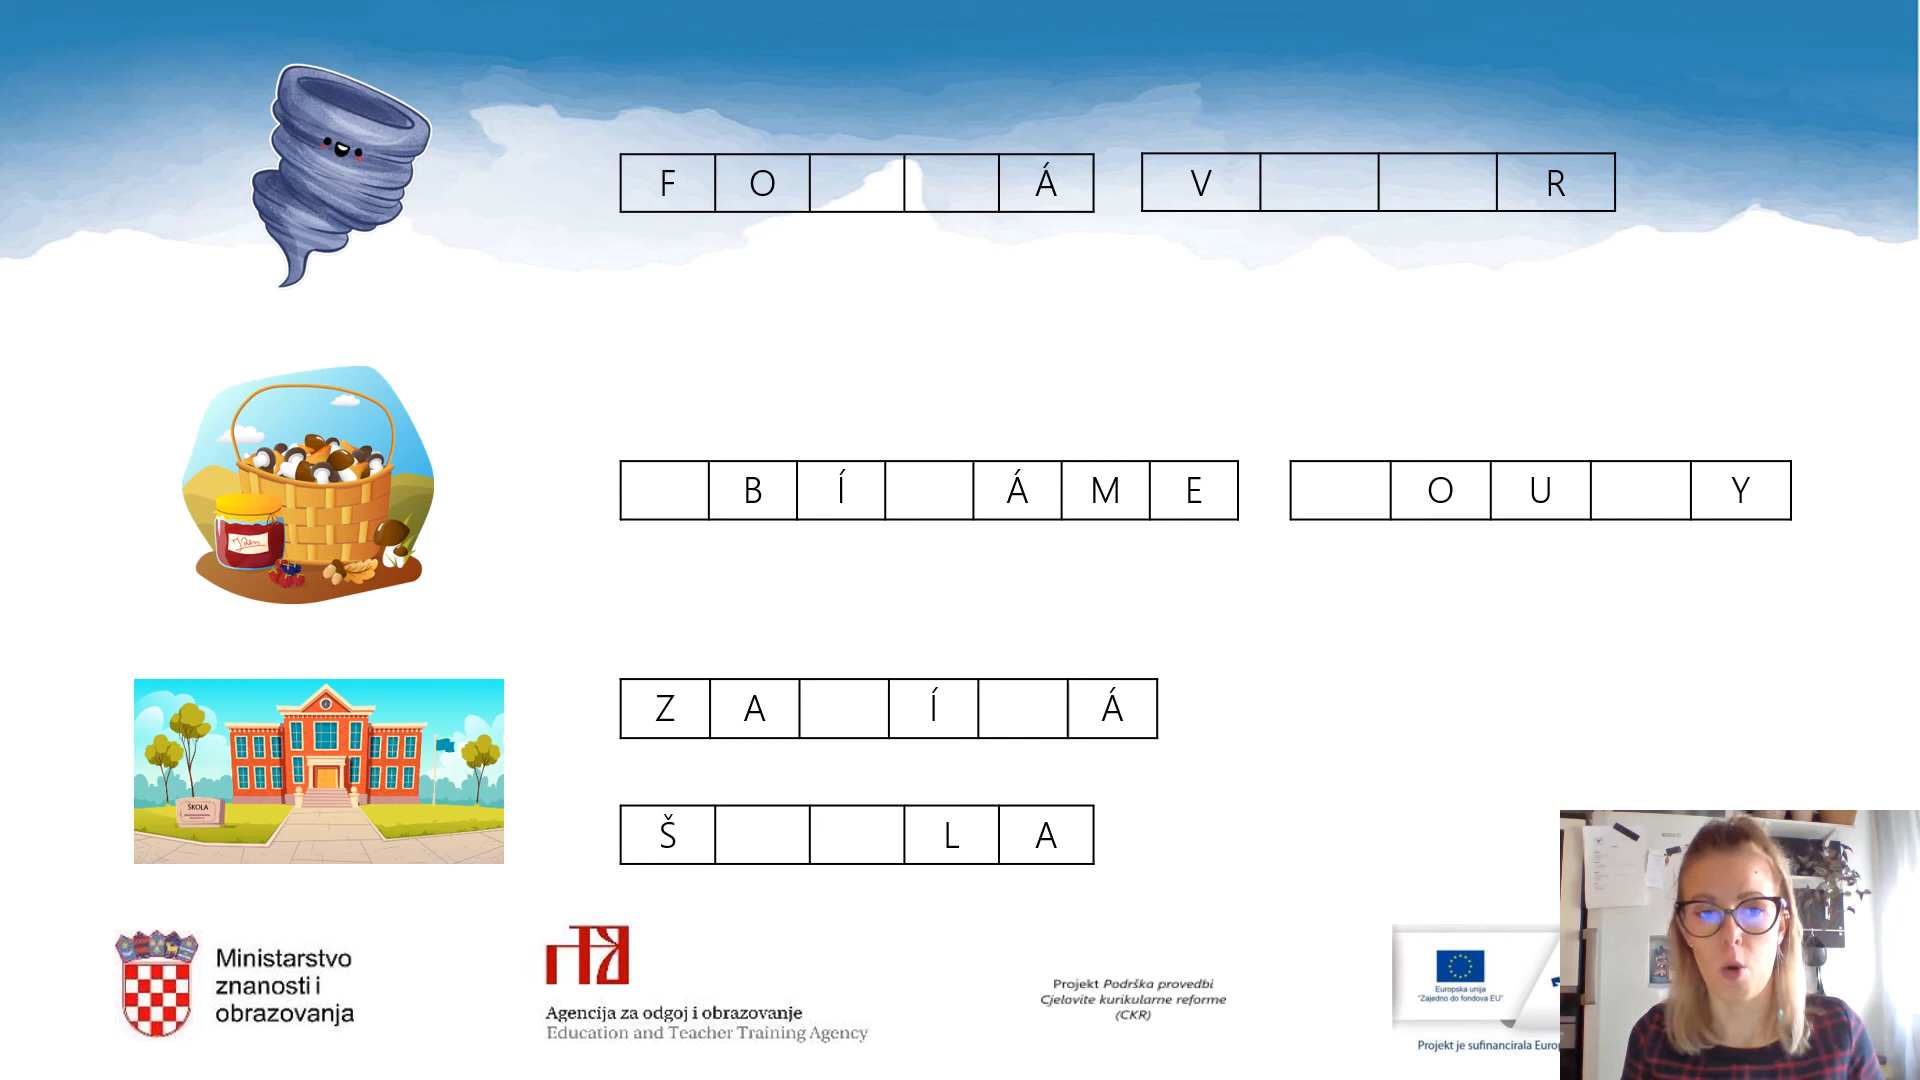 F O Á V R
B Í Á M E O U Y
Z A Í Á
ŠKOLA
Š L A
Ministarstvo
znanosti i
obrazovanja
Agencija za odgoj i obrazovanje
Education and Teacher Training Agency
Projekt Podrška provedbi
Cjelovite kurikularne reforme
(CKR)
Europska unija
"Zajedno do fondova EU"
Projekt je sufinancirala Europ